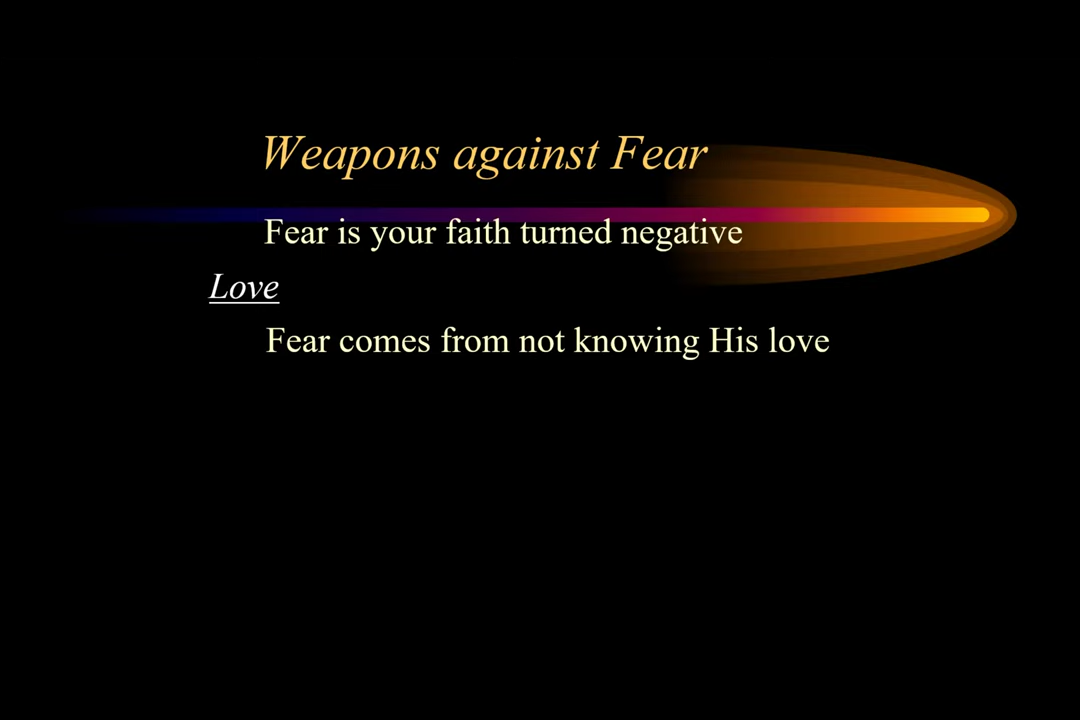 Weapons against Fear
Fear is your faith turned negative
Love
Fear comes from not knowing His love